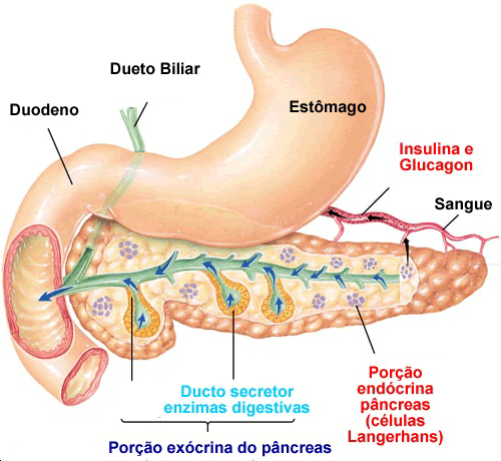 Dueto Biliar
Duodeno
Estômago
Insulina e
Glucagon
Sangue
Ducto secretor
enzimas digestivas
Porção
endócrina
pâncreas
(células
Langerhans)
Porção exócrina do pâncreas